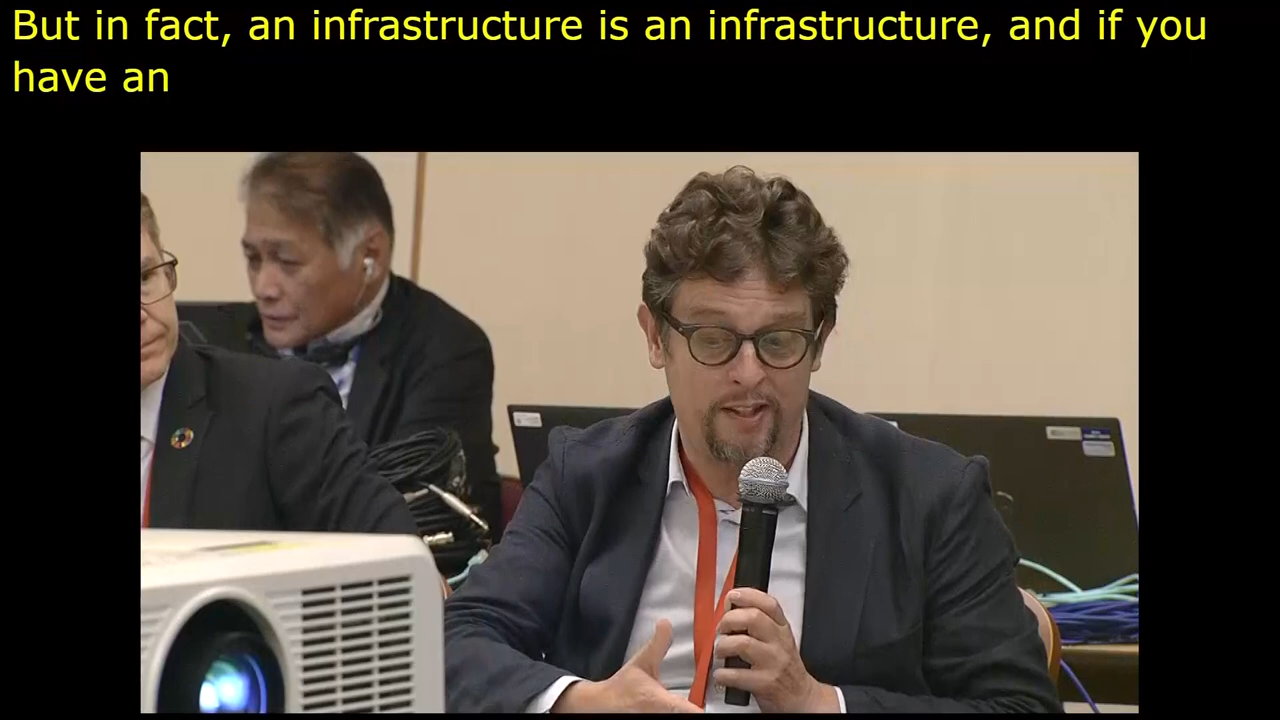 But in fact, an infrastructure is an infrastructure, and if you
have an